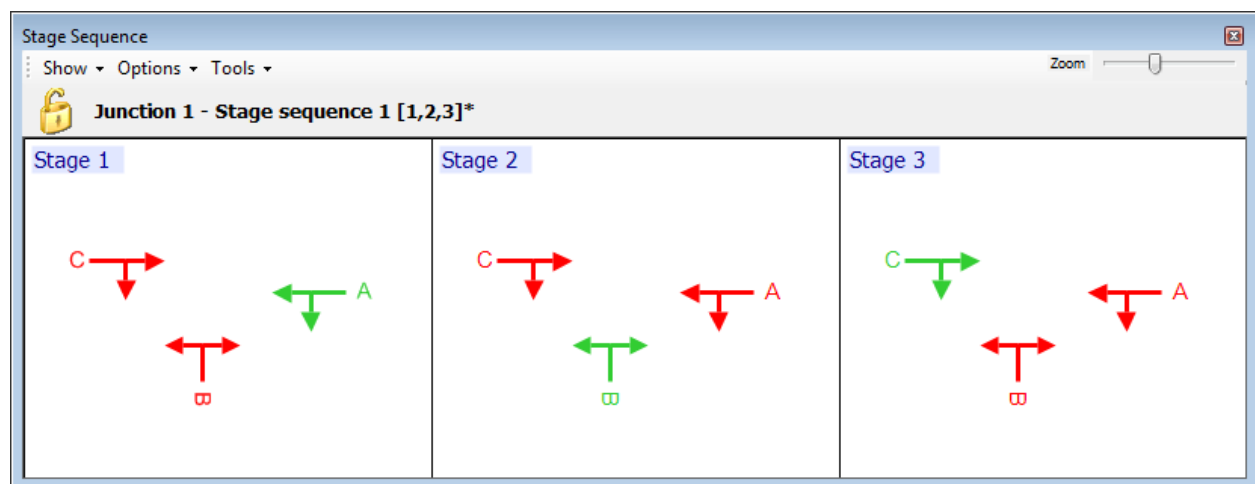 Stage Sequence
Show Options Tools Zoom
Junction 1 - Stage sequence 1 [1,2,3]*
Stage 1 Stage 2 Stage 3
C C C
A A A
B B B